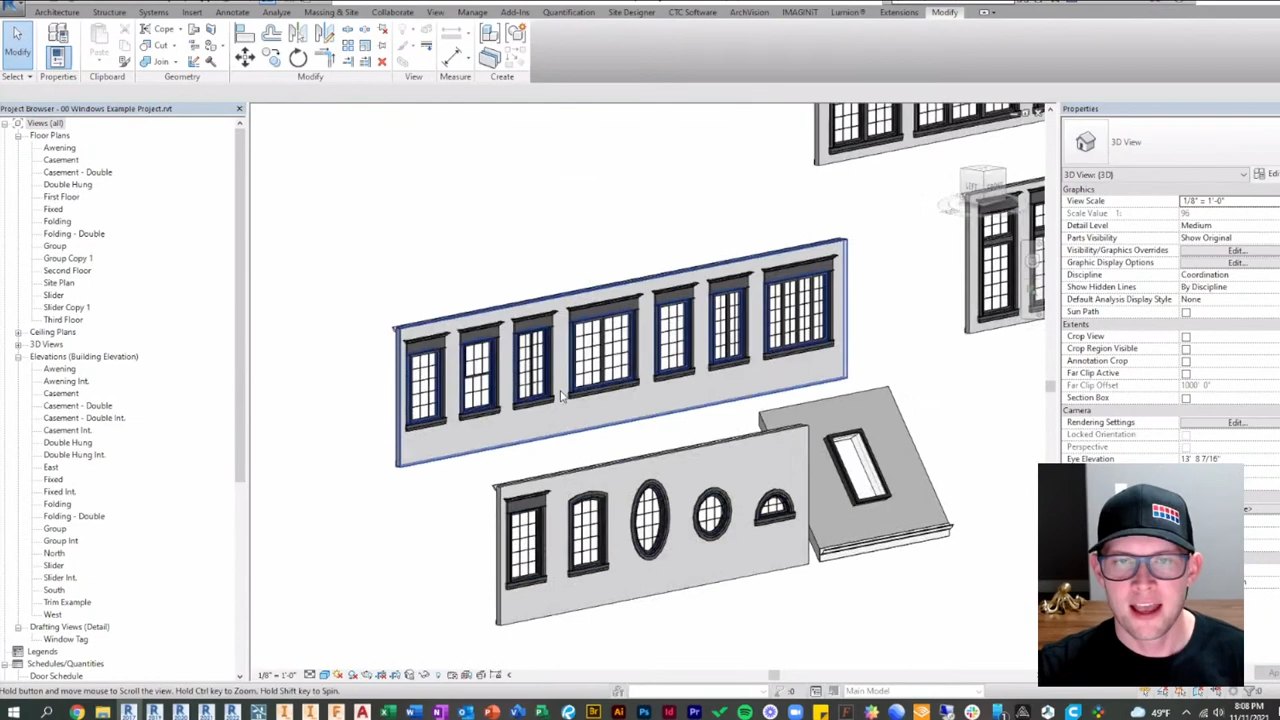 Architecture Structure Systems Insert Annotate Analyze Massing & Site Collaborate View Manage Add-Ins Quantification Site Designer CTC Software ArchVision IMAGINiT Lumion® Extensions Modify
Modify
Paste
Cope
Cut
Join
Select Properties Clipboard Geometry Modify View Measure Create
Project Browser - 00 Windows Example Project.rvt
Views (all)
Floor Plans
Awening
Casement
Casement - Double
Double Hung
First Floor
Fixed
Folding
Folding - Double
Group
Group Copy 1
Second Floor
Site Plan
Slider
Slider Copy 1
Third Floor
Ceiling Plans
3D Views
Elevations (Building Elevation)
Awening
Awening Int.
Casement
Casement - Double
Casement - Double Int.
Casement Int.
Double Hung
Double Hung Int.
East
Fixed
Fixed Int.
Folding
Folding - Double
Group
Group Int
North
Slider
Slider Int.
South
Trim Example
West
Drafting Views (Detail)
Window Tag
Legends
Schedules/Quantities
Door Schedule
Properties
3D View
3D View: {3D}
Graphics
View Scale 1/8" = 1'-0"
Scale Value 1: 96
Detail Level Medium
Parts Visibility Show Original
Visibility/Graphics Overrides Edit...
Graphic Display Options Edit...
Discipline Coordination
Show Hidden Lines By Discipline
Default Analysis Display Style None
Sun Path
Extents
Crop View
Crop Region Visible
Annotation Crop
Far Clip Active
Far Clip Offset 1000' 0"
Section Box
Camera
Rendering Settings Edit...
Locked Orientation
Perspective
Eye Elevation 13' 8 7/16"
1/8" = 1'-0"
Hold button and move mouse to Scroll the view. Hold Ctrl key to Zoom, Hold Shift key to Spin.
:0
Main Model
49°F
8:08 PM